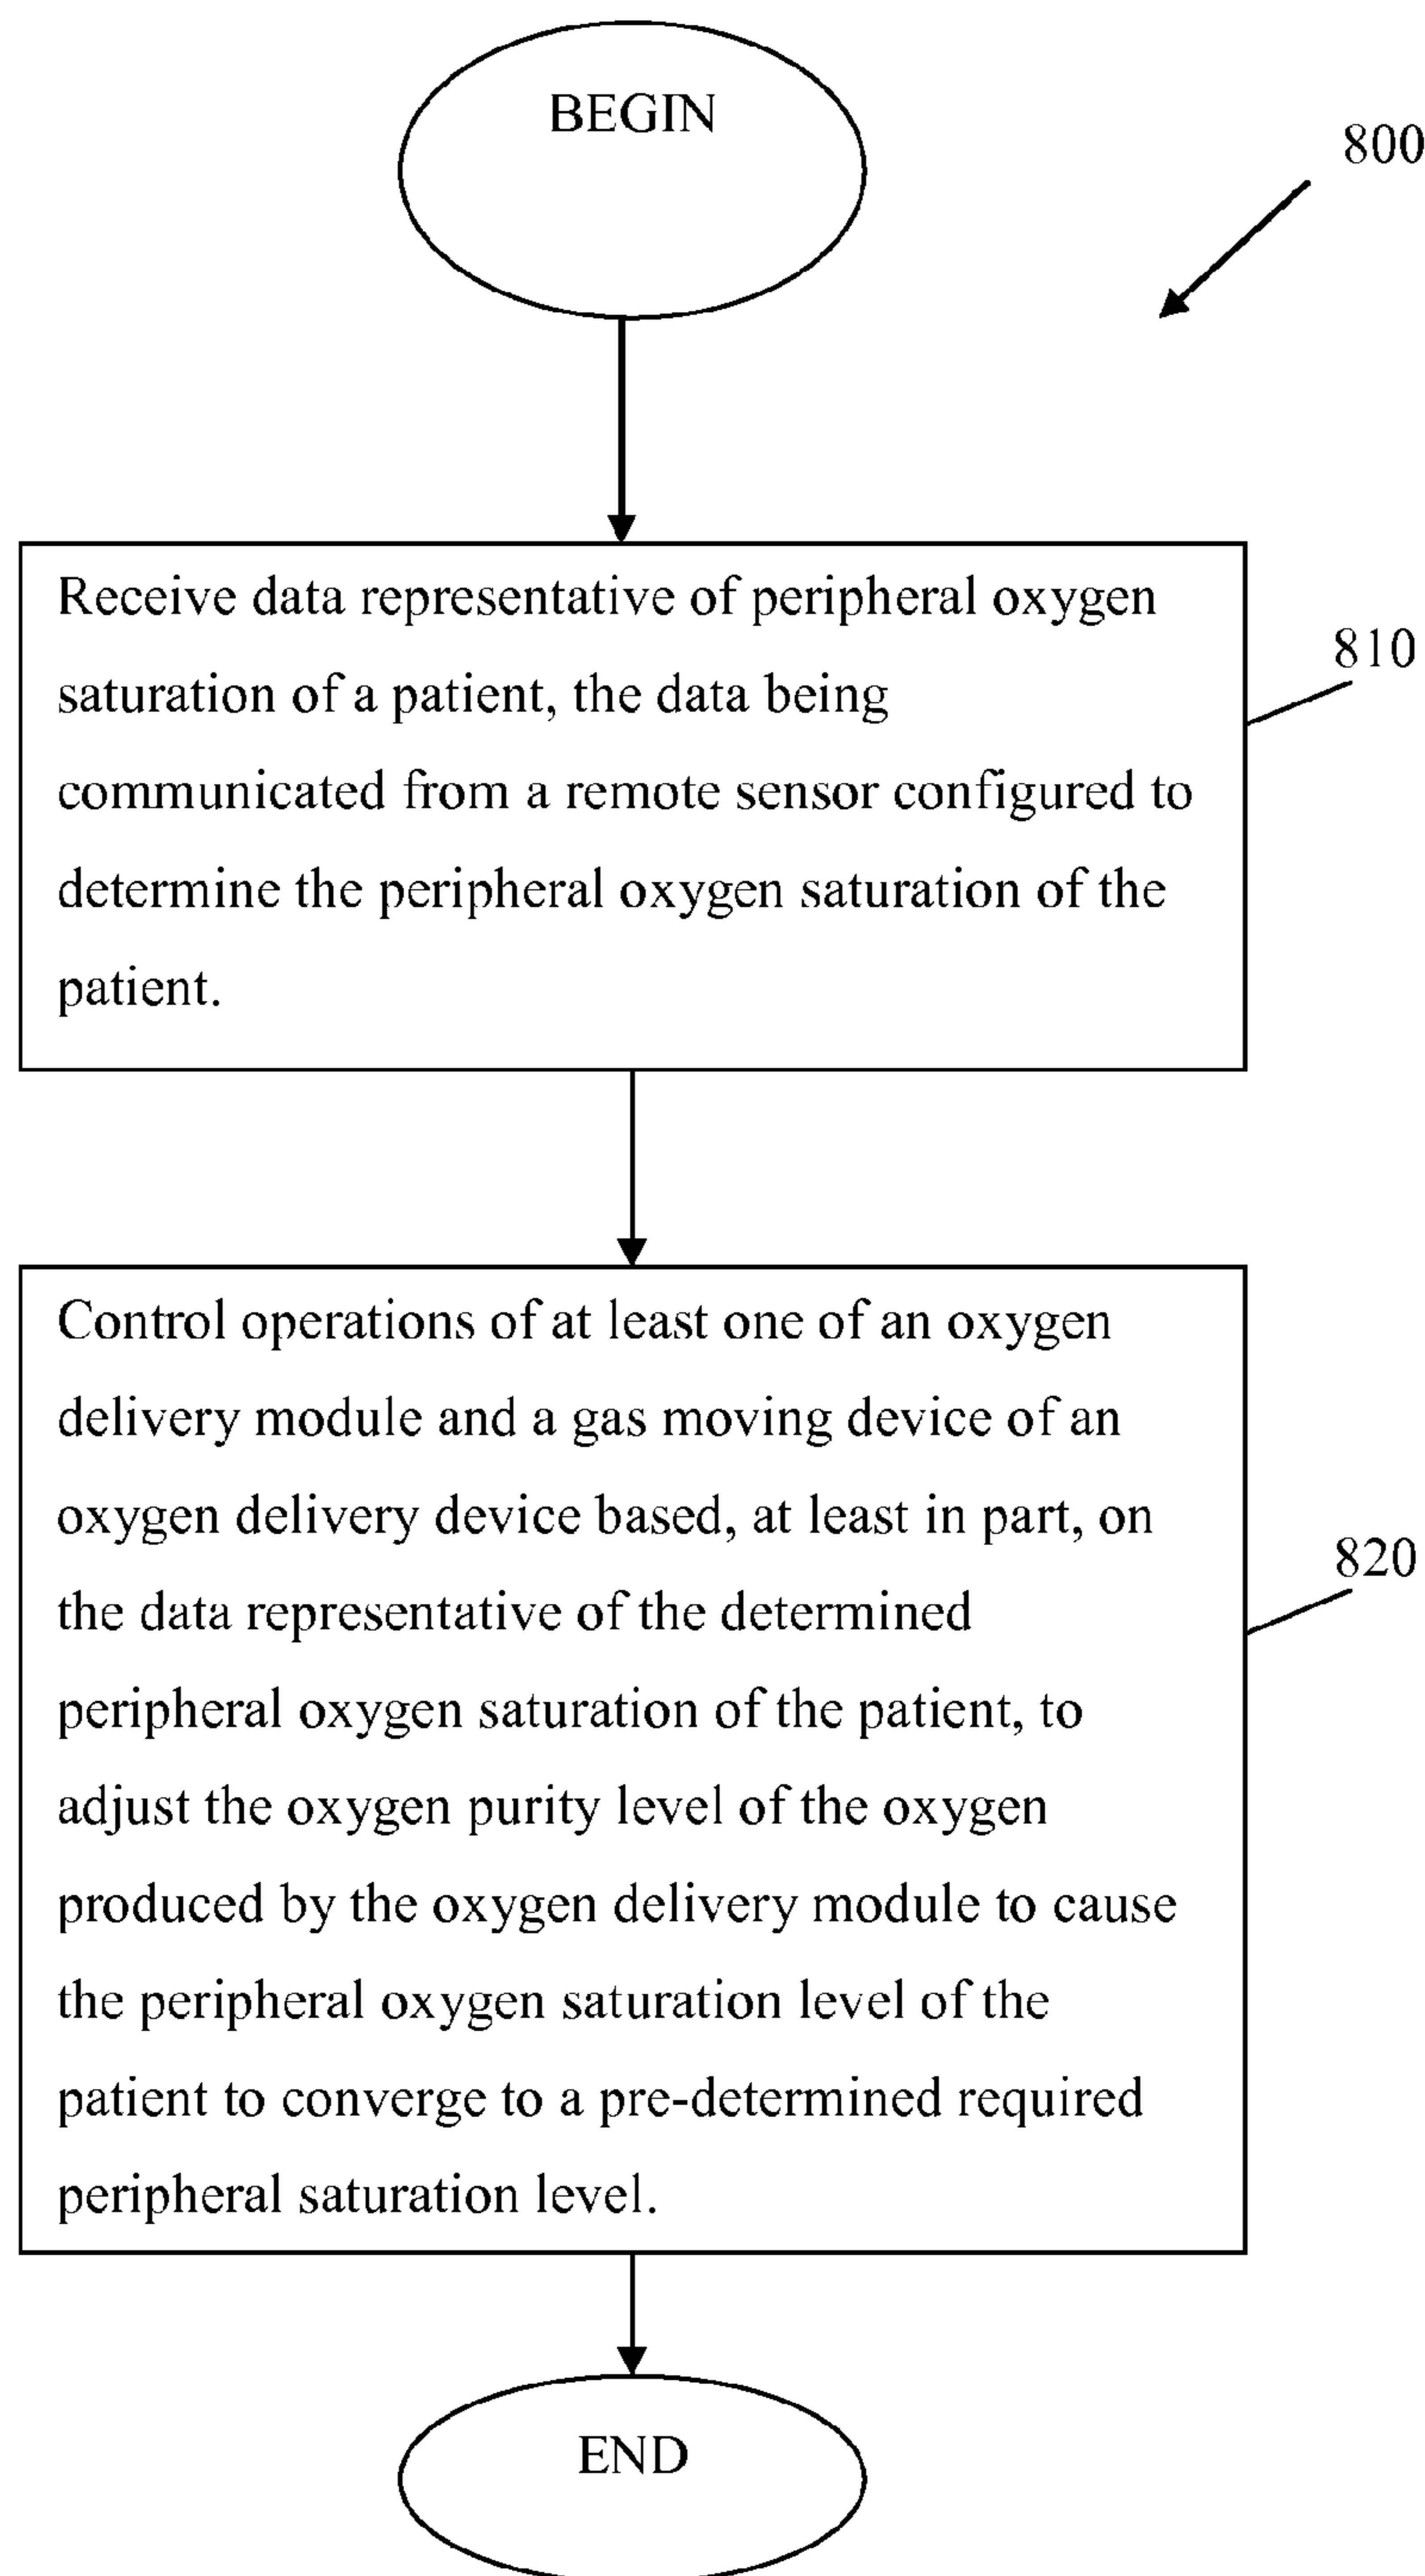 BEGIN
800
Receive data representative of peripheral oxygen
saturation of a patient, the data being
communicated from a remote sensor configured to
determine the peripheral oxygen saturation of the
patient.
810
Control operations of at least one of an oxygen
delivery module and a gas moving device of an
oxygen delivery device based, at least in part, on
the data representative of the determined
peripheral oxygen saturation of the patient, to
adjust the oxygen purity level of the oxygen
produced by the oxygen delivery module to cause
the peripheral oxygen saturation level of the
patient to converge to a pre-determined required
peripheral saturation level.
820
END